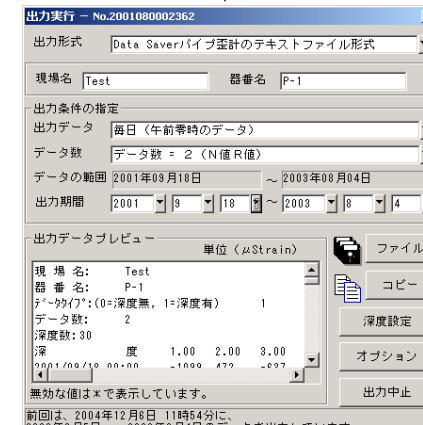 出力実行 － No.2001080002362
出力形式 Data Saverパイプ歪計のテキストファイル形式
現場名 Test 器番名 P-1
出力条件の指定
出力データ 毎日 (午前零時のデータ)
データ数 データ数 = 2 (N値R値)
データの範囲 2001年09月18日 ～ 2003年08月04日
出力期間 2001 9 18 ～ 2003 8 4
出力データプレビュー 単位 (μStrain)
現 場 名: Test
器 番 名: P-1
ﾃﾞｰﾀﾀｲﾌﾟ:(0=深度無, 1=深度有) 1
データ数: 2
深度数:30
深 度 1.00 2.00 3.00
2001/09/18 00:00 -1099 472 -637
無効な値は×で表示しています。
ファイル
コピー
深度設定
オプション
出力中止
前回は、2004年12月6日 11時54分に、